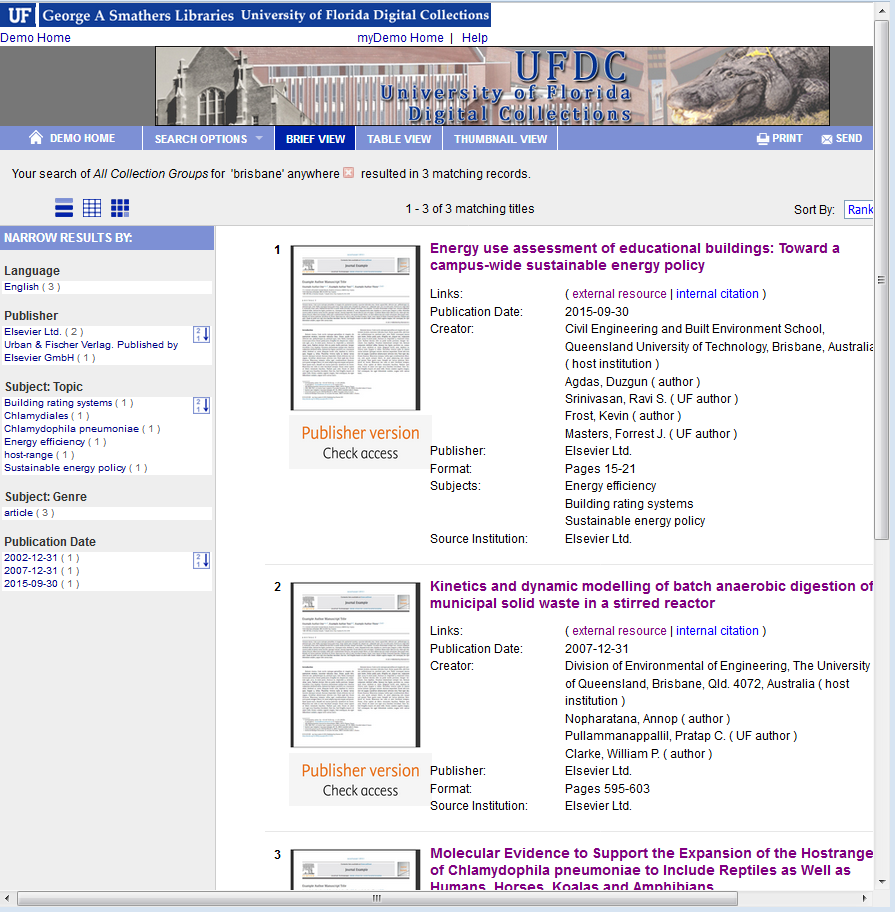 UF George A Smathers Libraries University of Florida Digital Collections
Demo Home myDemo Home | Help
UFDC
University of Florida
Digital Collections
DEMO HOME SEARCH OPTIONS BRIEF VIEW TABLE VIEW THUMBNAIL VIEW PRINT SEND
Your search of All Collection Groups for 'brisbane' anywhere resulted in 3 matching records.
1 - 3 of 3 matching titles Sort By: Rank
NARROW RESULTS BY:
Language
English ( 3 )
Publisher
Elsevier Ltd. ( 2 )
Urban & Fischer Verlag. Published by
Elsevier GmbH ( 1 )
Subject: Topic
Building rating systems ( 1 )
Chlamydiales ( 1 )
Chlamydophila pneumoniae ( 1 )
Energy efficiency ( 1 )
host-range ( 1 )
Sustainable energy policy ( 1 )
Subject: Genre
article ( 3 )
Publication Date
2002-12-31 ( 1 )
2007-12-31 ( 1 )
2015-09-30 ( 1 )
1
Publisher version
Check access
Energy use assessment of educational buildings: Toward a
campus-wide sustainable energy policy
Links: ( external resource | internal citation )
Publication Date: 2015-09-30
Creator: Civil Engineering and Built Environment School,
Queensland University of Technology, Brisbane, Australia
( host institution )
Agdas, Duzgun ( author )
Srinivasan, Ravi S. ( UF author )
Frost, Kevin ( author )
Masters, Forrest J. ( UF author )
Publisher: Elsevier Ltd.
Format: Pages 15-21
Subjects: Energy efficiency
Building rating systems
Sustainable energy policy
Source Institution: Elsevier Ltd.
2
Publisher version
Check access
Kinetics and dynamic modelling of batch anaerobic digestion of
municipal solid waste in a stirred reactor
Links: ( external resource | internal citation )
Publication Date: 2007-12-31
Creator: Division of Environmental of Engineering, The University
of Queensland, Brisbane, Qld. 4072, Australia ( host
institution )
Nopharatana, Annop ( author )
Pullammanappallil, Pratap C. ( UF author )
Clarke, William P. ( author )
Publisher: Elsevier Ltd.
Format: Pages 595-603
Source Institution: Elsevier Ltd.
3
Molecular Evidence to Support the Expansion of the Hostrange
of Chlamydophila pneumoniae to Include Reptiles as Well as
Humans, Horses, Koalas and Amphibians